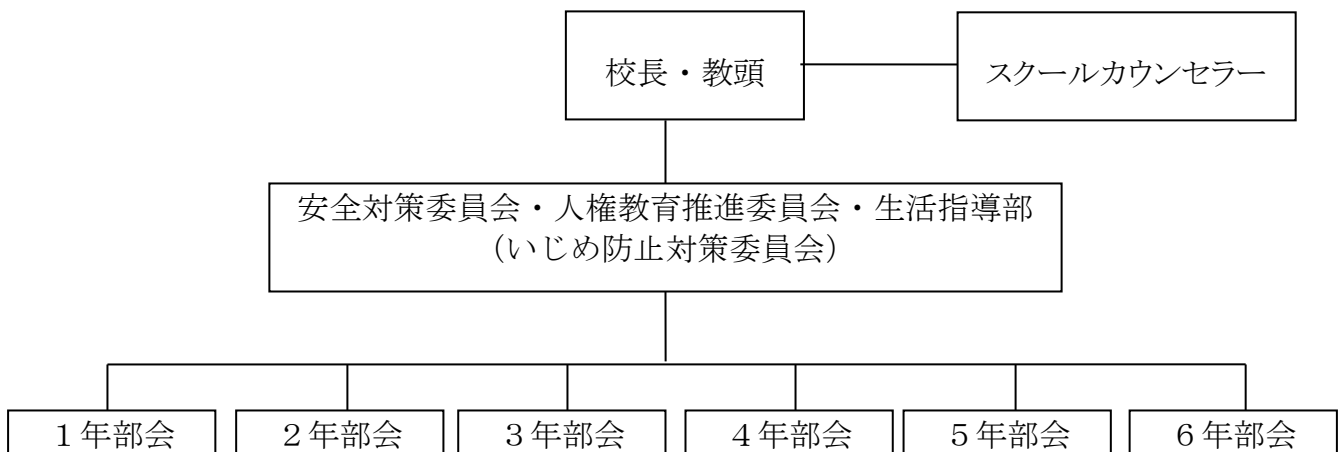 校長・教頭
スクールカウンセラー
安全対策委員会・人権教育推進委員会・生活指導部
（いじめ防止対策委員会）
１年部会
２年部会
３年部会
４年部会
５年部会
６年部会